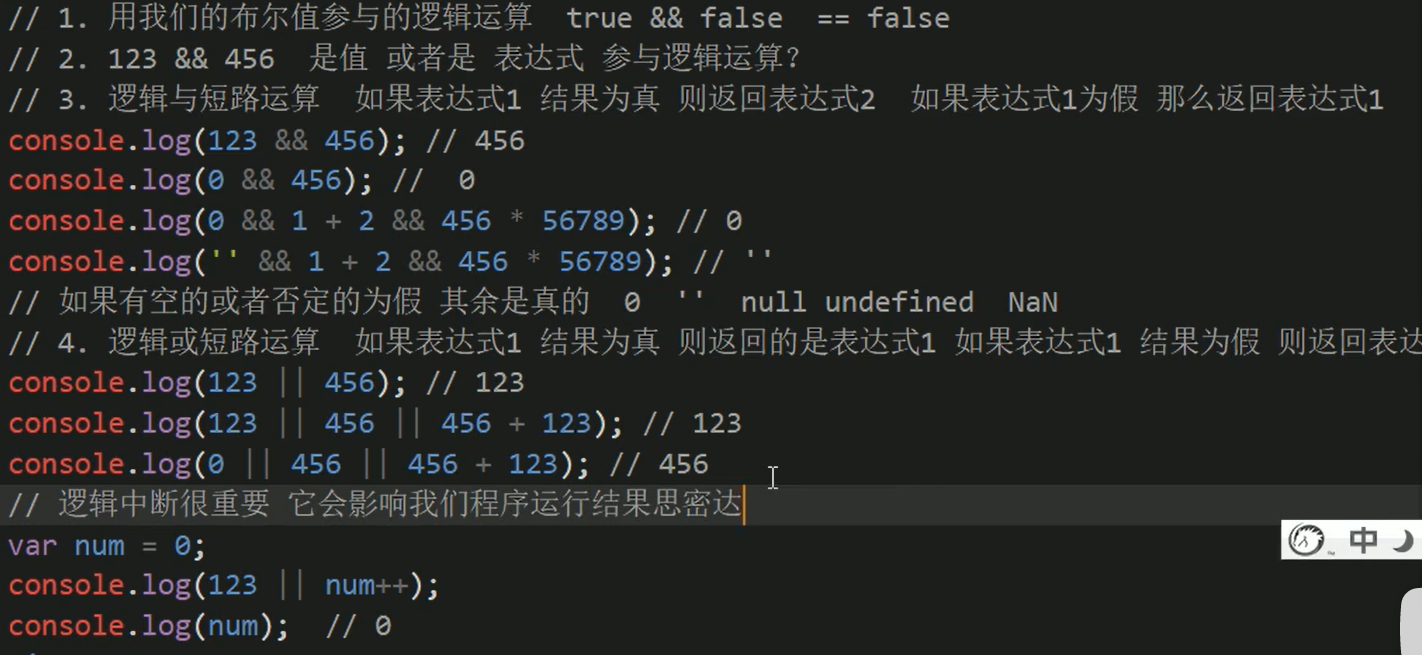 // 1. 用我们的布尔值参与的逻辑运算  true && false  == false
// 2. 123 && 456  是值 或者是 表达式 参与逻辑运算?
// 3. 逻辑与短路运算  如果表达式1 结果为真 则返回表达式2  如果表达式1为假 那么返回表达式1
console.log(123 && 456); // 456
console.log(0 && 456); //  0
console.log(0 && 1 + 2 && 456 * 56789); // 0
console.log('' && 1 + 2 && 456 * 56789); // ''
// 如果有空的或者否定的为假 其余是真的  0  ''  null undefined  NaN
// 4. 逻辑或短路运算  如果表达式1 结果为真 则返回的是表达式1 如果表达式1 结果为假 则返回表达
console.log(123 || 456); // 123
console.log(123 || 456 || 456 + 123); // 123
console.log(0 || 456 || 456 + 123); // 456
// 逻辑中断很重要 它会影响我们程序运行结果思密达
中
var num = 0;
console.log(123 || num++);
console.log(num);  // 0